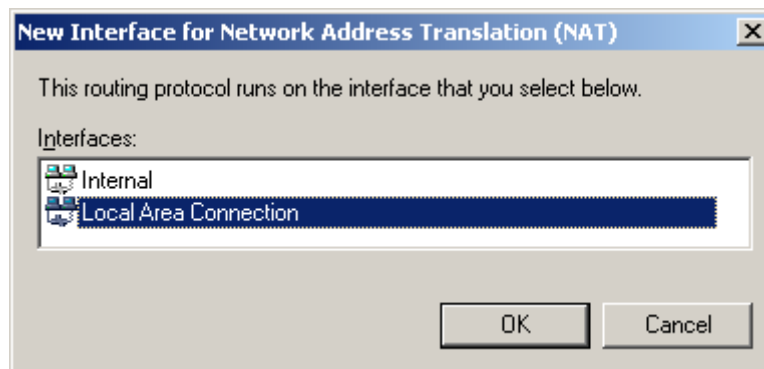 New Interface for Network Address Translation (NAT)
This routing protocol runs on the interface that you select below.
Interfaces:
Internal
Local Area Connection
OK Cancel